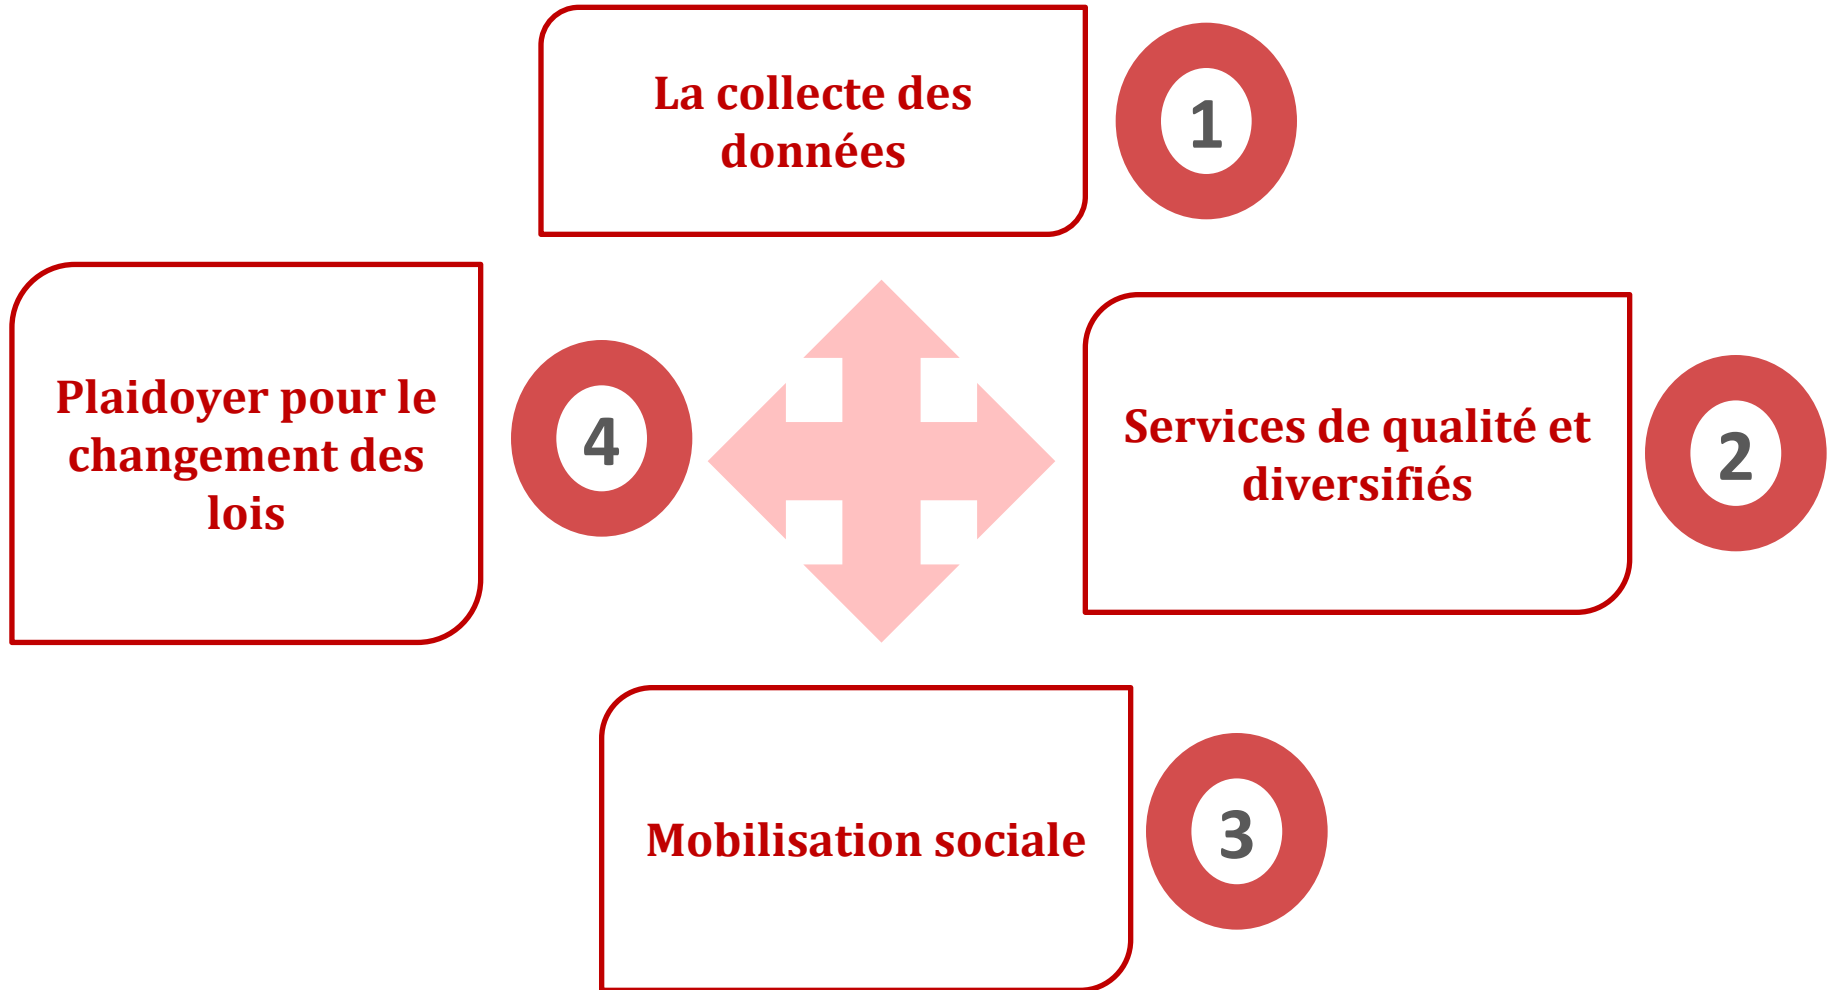 La collecte des
données
1
Plaidoyer pour le
changement des
lois
4
Services de qualité et
diversifiés
2
Mobilisation sociale
3